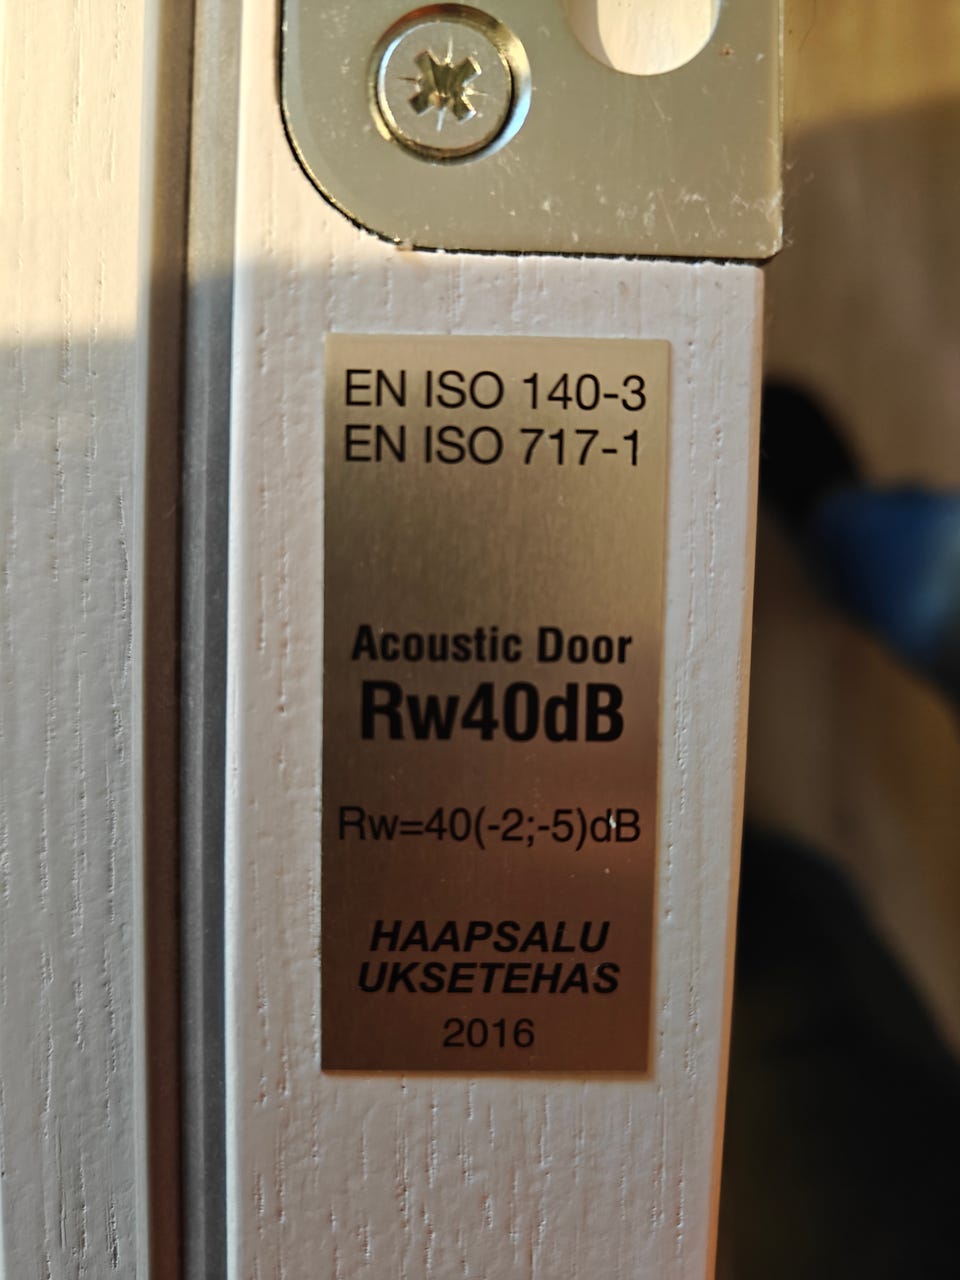 EN ISO 140-3
EN ISO 717-1
Acoustic Door
Rw40dB
Rw=40(-2;-5)dB
HAAPSALU
UKSETEHAS
2016